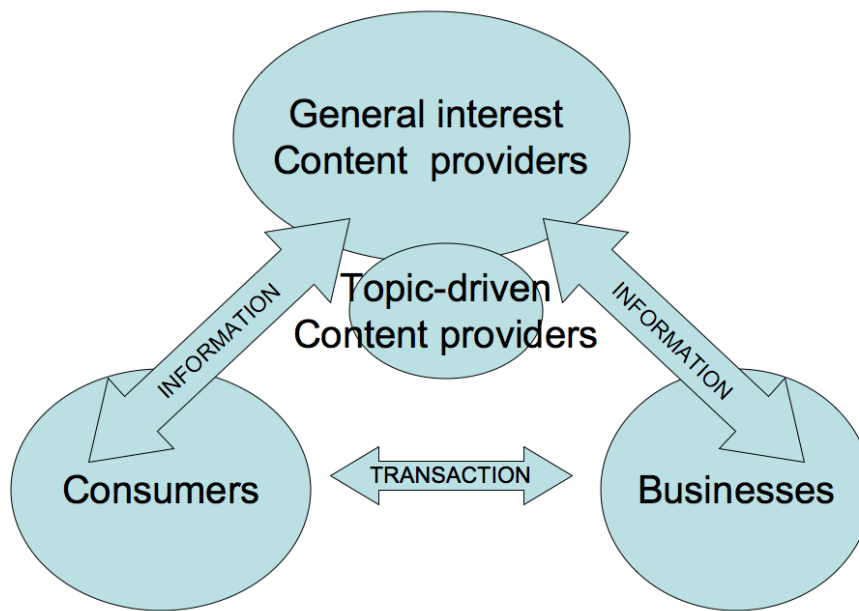 General interest
Content providers
Topic-driven
Content providers
INFORMATION
INFORMATION
Consumers
TRANSACTION
Businesses